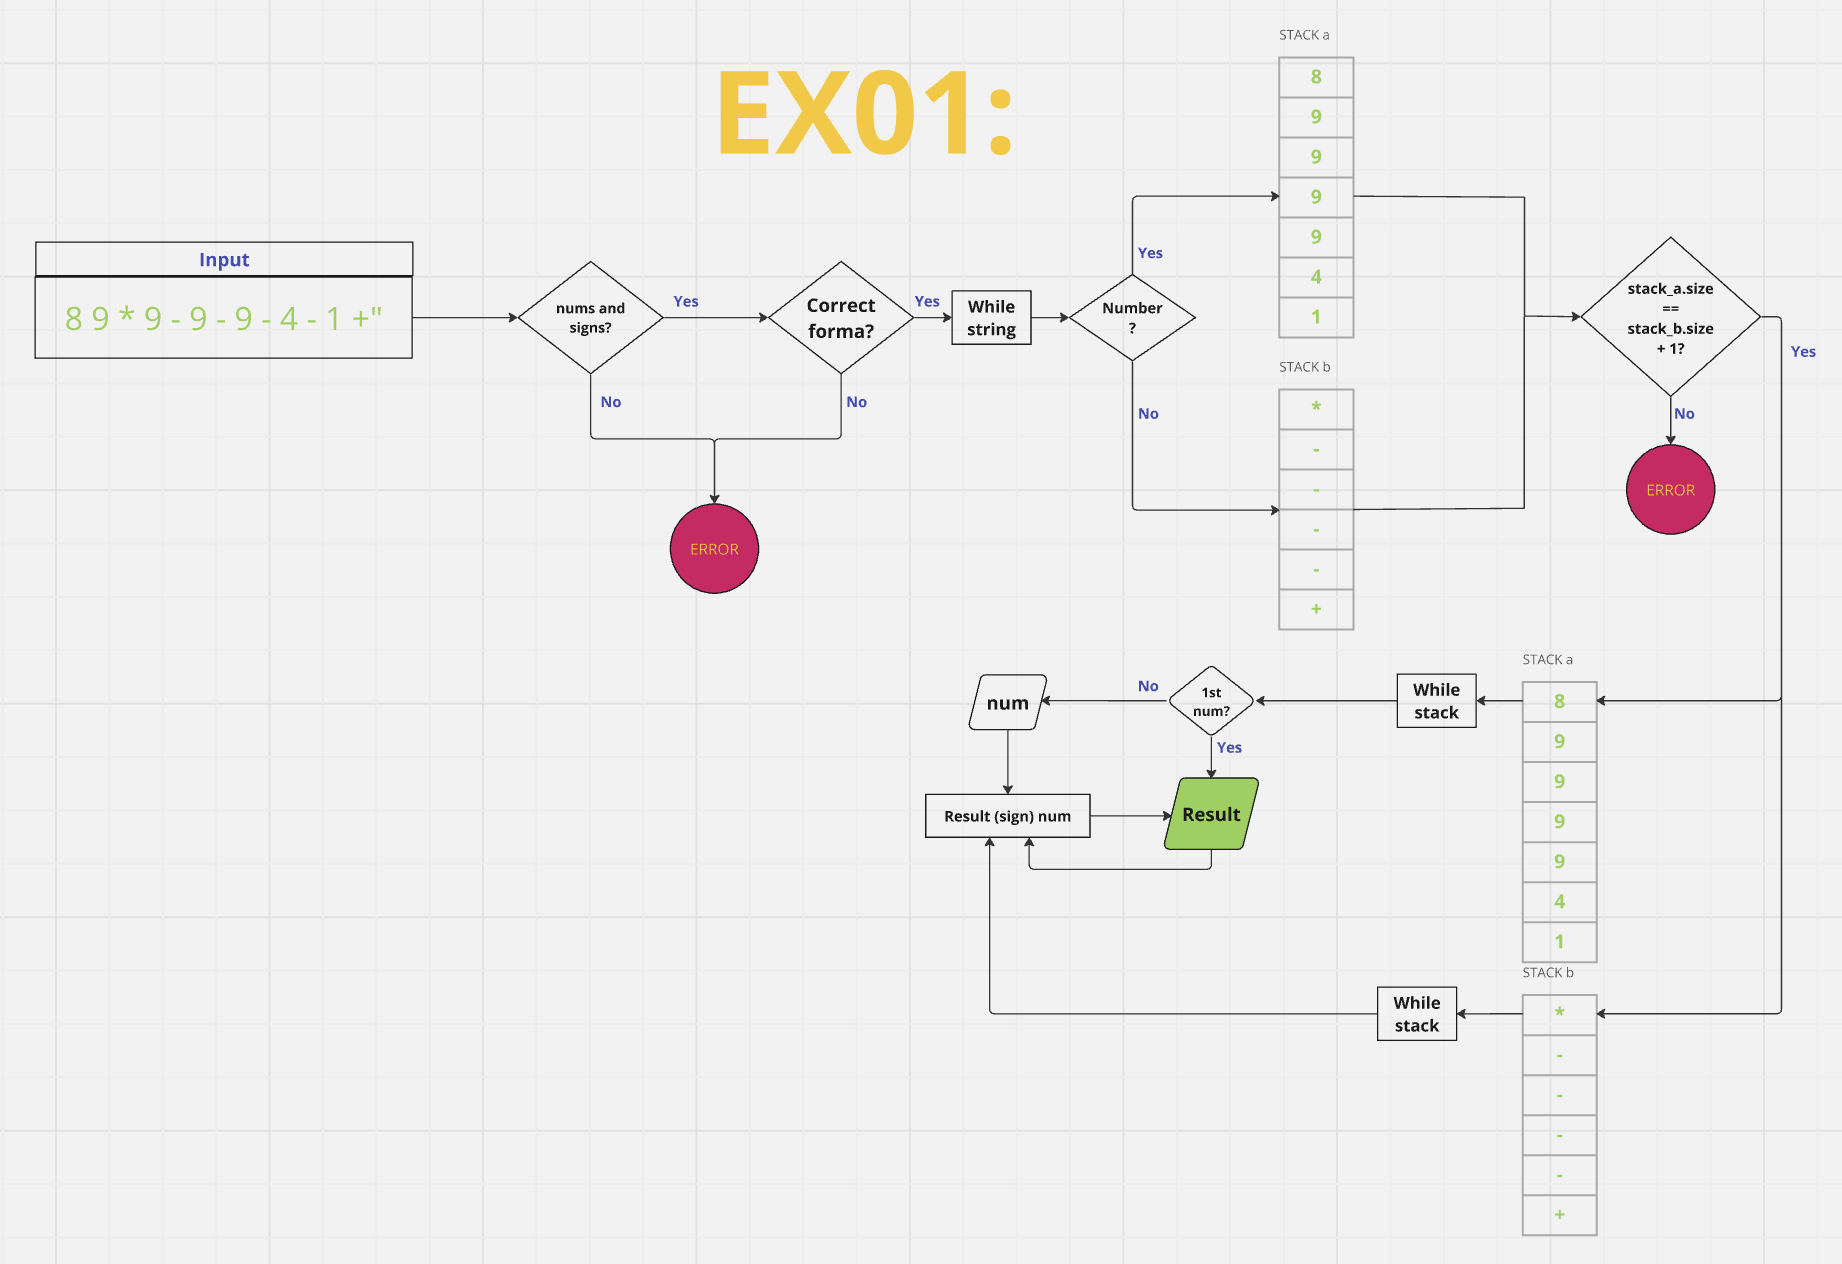 EX01:
Input
8 9 * 9 - 9 - 9 - 4 - 1 +"
nums and
signs?
Yes
No
Correct
forma?
Yes
No
ERROR
While
string
Number
?
Yes
No
STACK a
8
9
9
9
9
4
1
STACK b
*
-
-
-
-
+
stack_a.size
==
stack_b.size
+ 1?
Yes
No
ERROR
STACK a
8
9
9
9
9
4
1
While
stack
1st
num?
No
Yes
num
Result (sign) num
Result
STACK b
*
-
-
-
-
+
While
stack